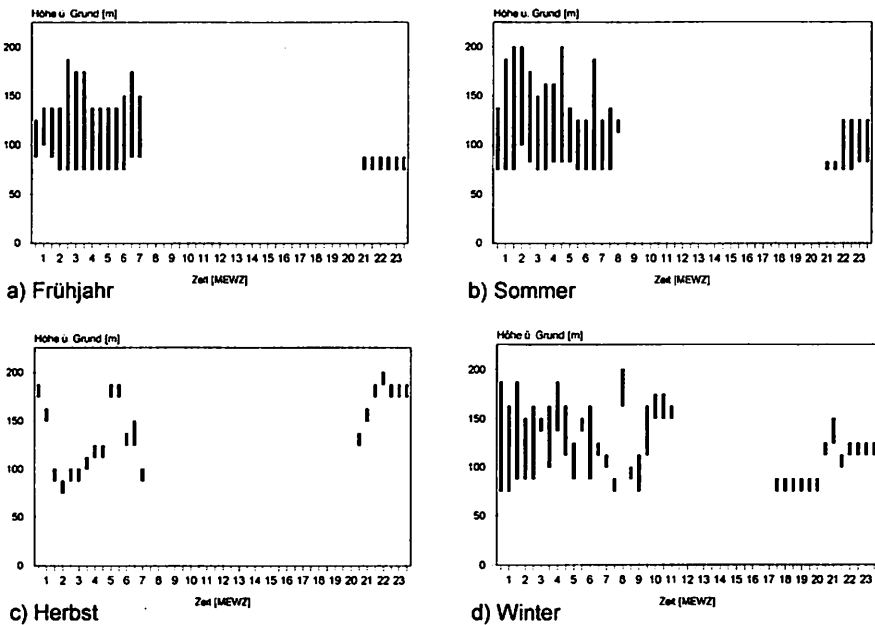 Höhe ü Grund [m]
200
150
100
50
0
1 2 3 4 5 6 7 8 9 10 11 12 13 14 15 16 17 18 19 20 21 22 23
Zeit [MEWZ]
a) Frühjahr
Höhe u. Grund [m]
200
150
100
50
0
1 2 3 4 5 6 7 8 9 10 11 12 13 14 15 16 17 18 19 20 21 22 23
Zeit [MEWZ]
b) Sommer
Höhe ü Grund [m]
200
150
100
50
0
1 2 3 4 5 6 7 8 9 10 11 12 13 14 15 16 17 18 19 20 21 22 23
Zeit [MEWZ]
c) Herbst
Höhe ü Grund [m]
200
150
100
50
0
1 2 3 4 5 6 7 8 9 10 11 12 13 14 15 16 17 18 19 20 21 22 23
Zeit [MEWZ]
d) Winter